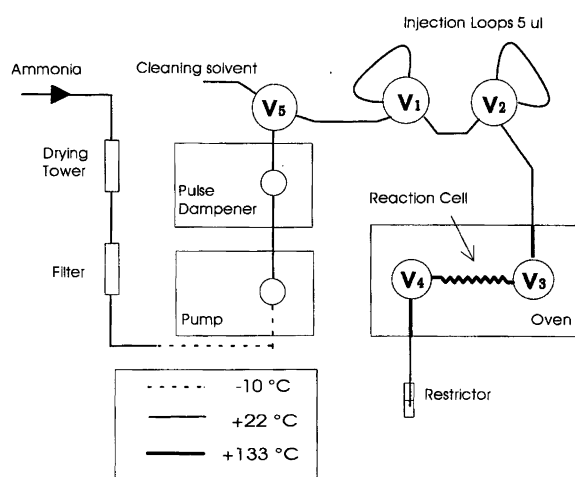 Injection Loops 5 ul
Ammonia
Cleaning solvent
V5
V1
V2
Drying
Tower
Pulse
Dampener
Reaction Cell
Filter
V4
V3
Pump
Oven
-10 °C
+22 °C
+133 °C
Restrictor